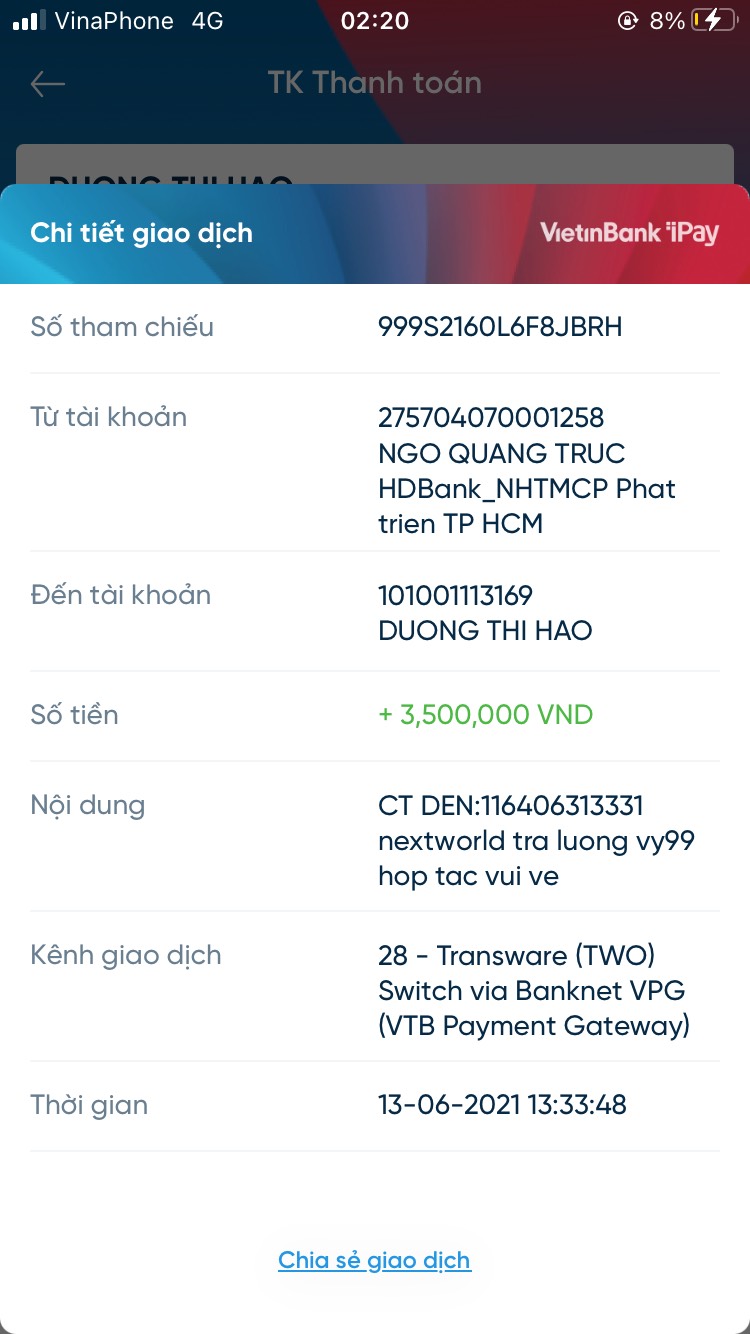 VinaPhone 4G 02:20 8%
TK Thanh toán
DUONG THI HAO
Chi tiết giao dịch VietinBank iPay
Số tham chiếu 999S2160L6F8JBRH
Từ tài khoản 275704070001258
NGO QUANG TRUC
HDBank_NHTMCP Phat
trien TP HCM
Đến tài khoản 101001113169
DUONG THI HAO
Số tiền + 3,500,000 VND
Nội dung CT DEN:116406313331
nextworld tra luong vy99
hop tac vui ve
Kênh giao dịch 28 - Transware (TWO)
Switch via Banknet VPG
(VTB Payment Gateway)
Thời gian 13-06-2021 13:33:48
Chia sẻ giao dịch